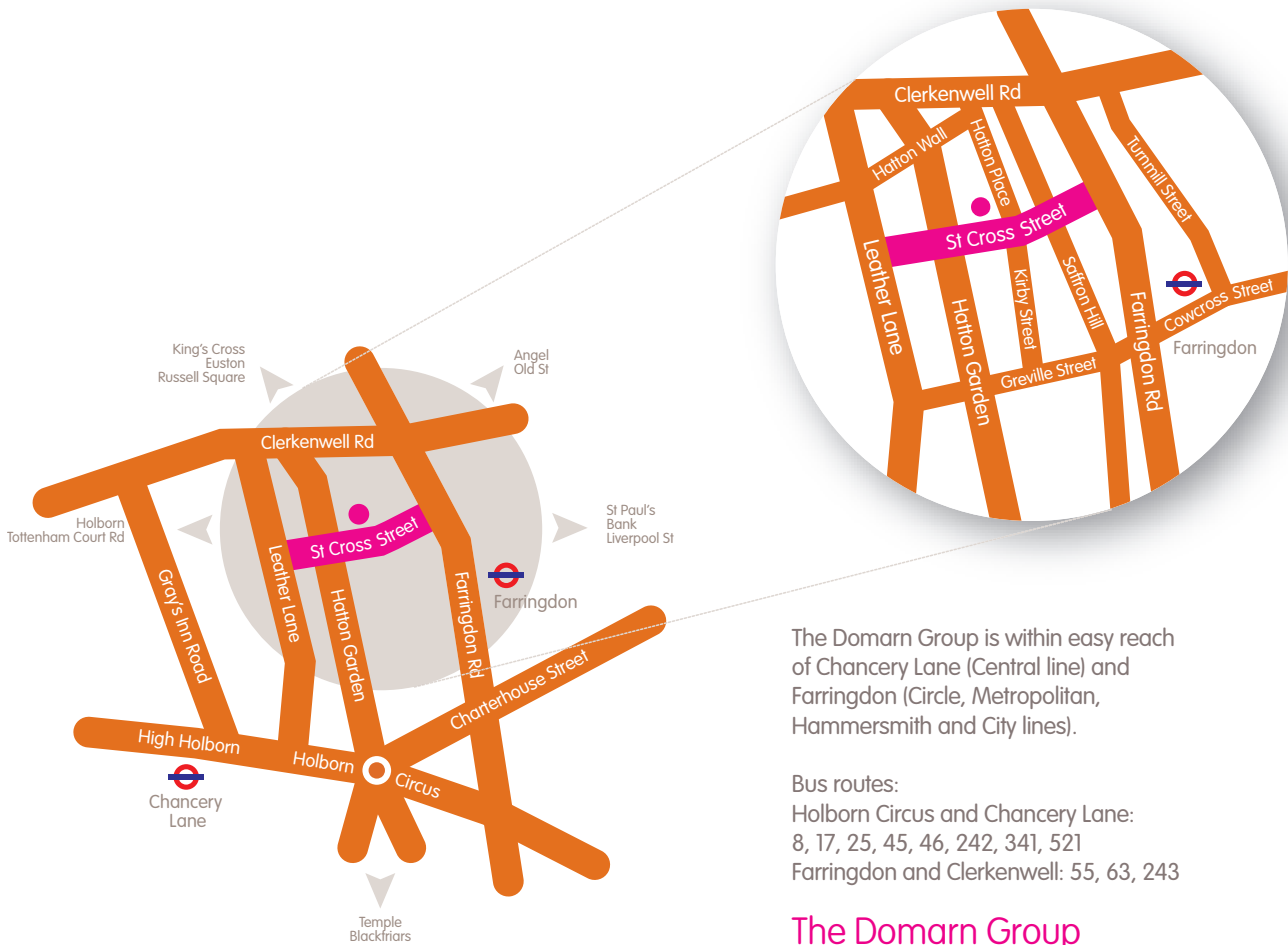 Clerkenwell Rd
Hatton Wall
Hatton Place
Turnmill Street
St Cross Street
Leather Lane
Hatton Garden
Kirby Street
Saffron Hill
Farringdon Rd
Cowcross Street
Farringdon
Greville Street
King's Cross
Euston
Russell Square
Angel
Old St
Clerkenwell Rd
Holborn
Tottenham Court Rd
St Paul's
Bank
Liverpool St
St Cross Street
Gray's Inn Road
Leather Lane
Hatton Garden
Farringdon Rd
Farringdon
Charterhouse Street
High Holborn
Holborn
Circus
Chancery
Lane
Temple
Blackfriars
The Domarn Group is within easy reach
of Chancery Lane (Central line) and
Farringdon (Circle, Metropolitan,
Hammersmith and City lines).
Bus routes:
Holborn Circus and Chancery Lane:
8, 17, 25, 45, 46, 242, 341, 521
Farringdon and Clerkenwell: 55, 63, 243
The Domarn Group